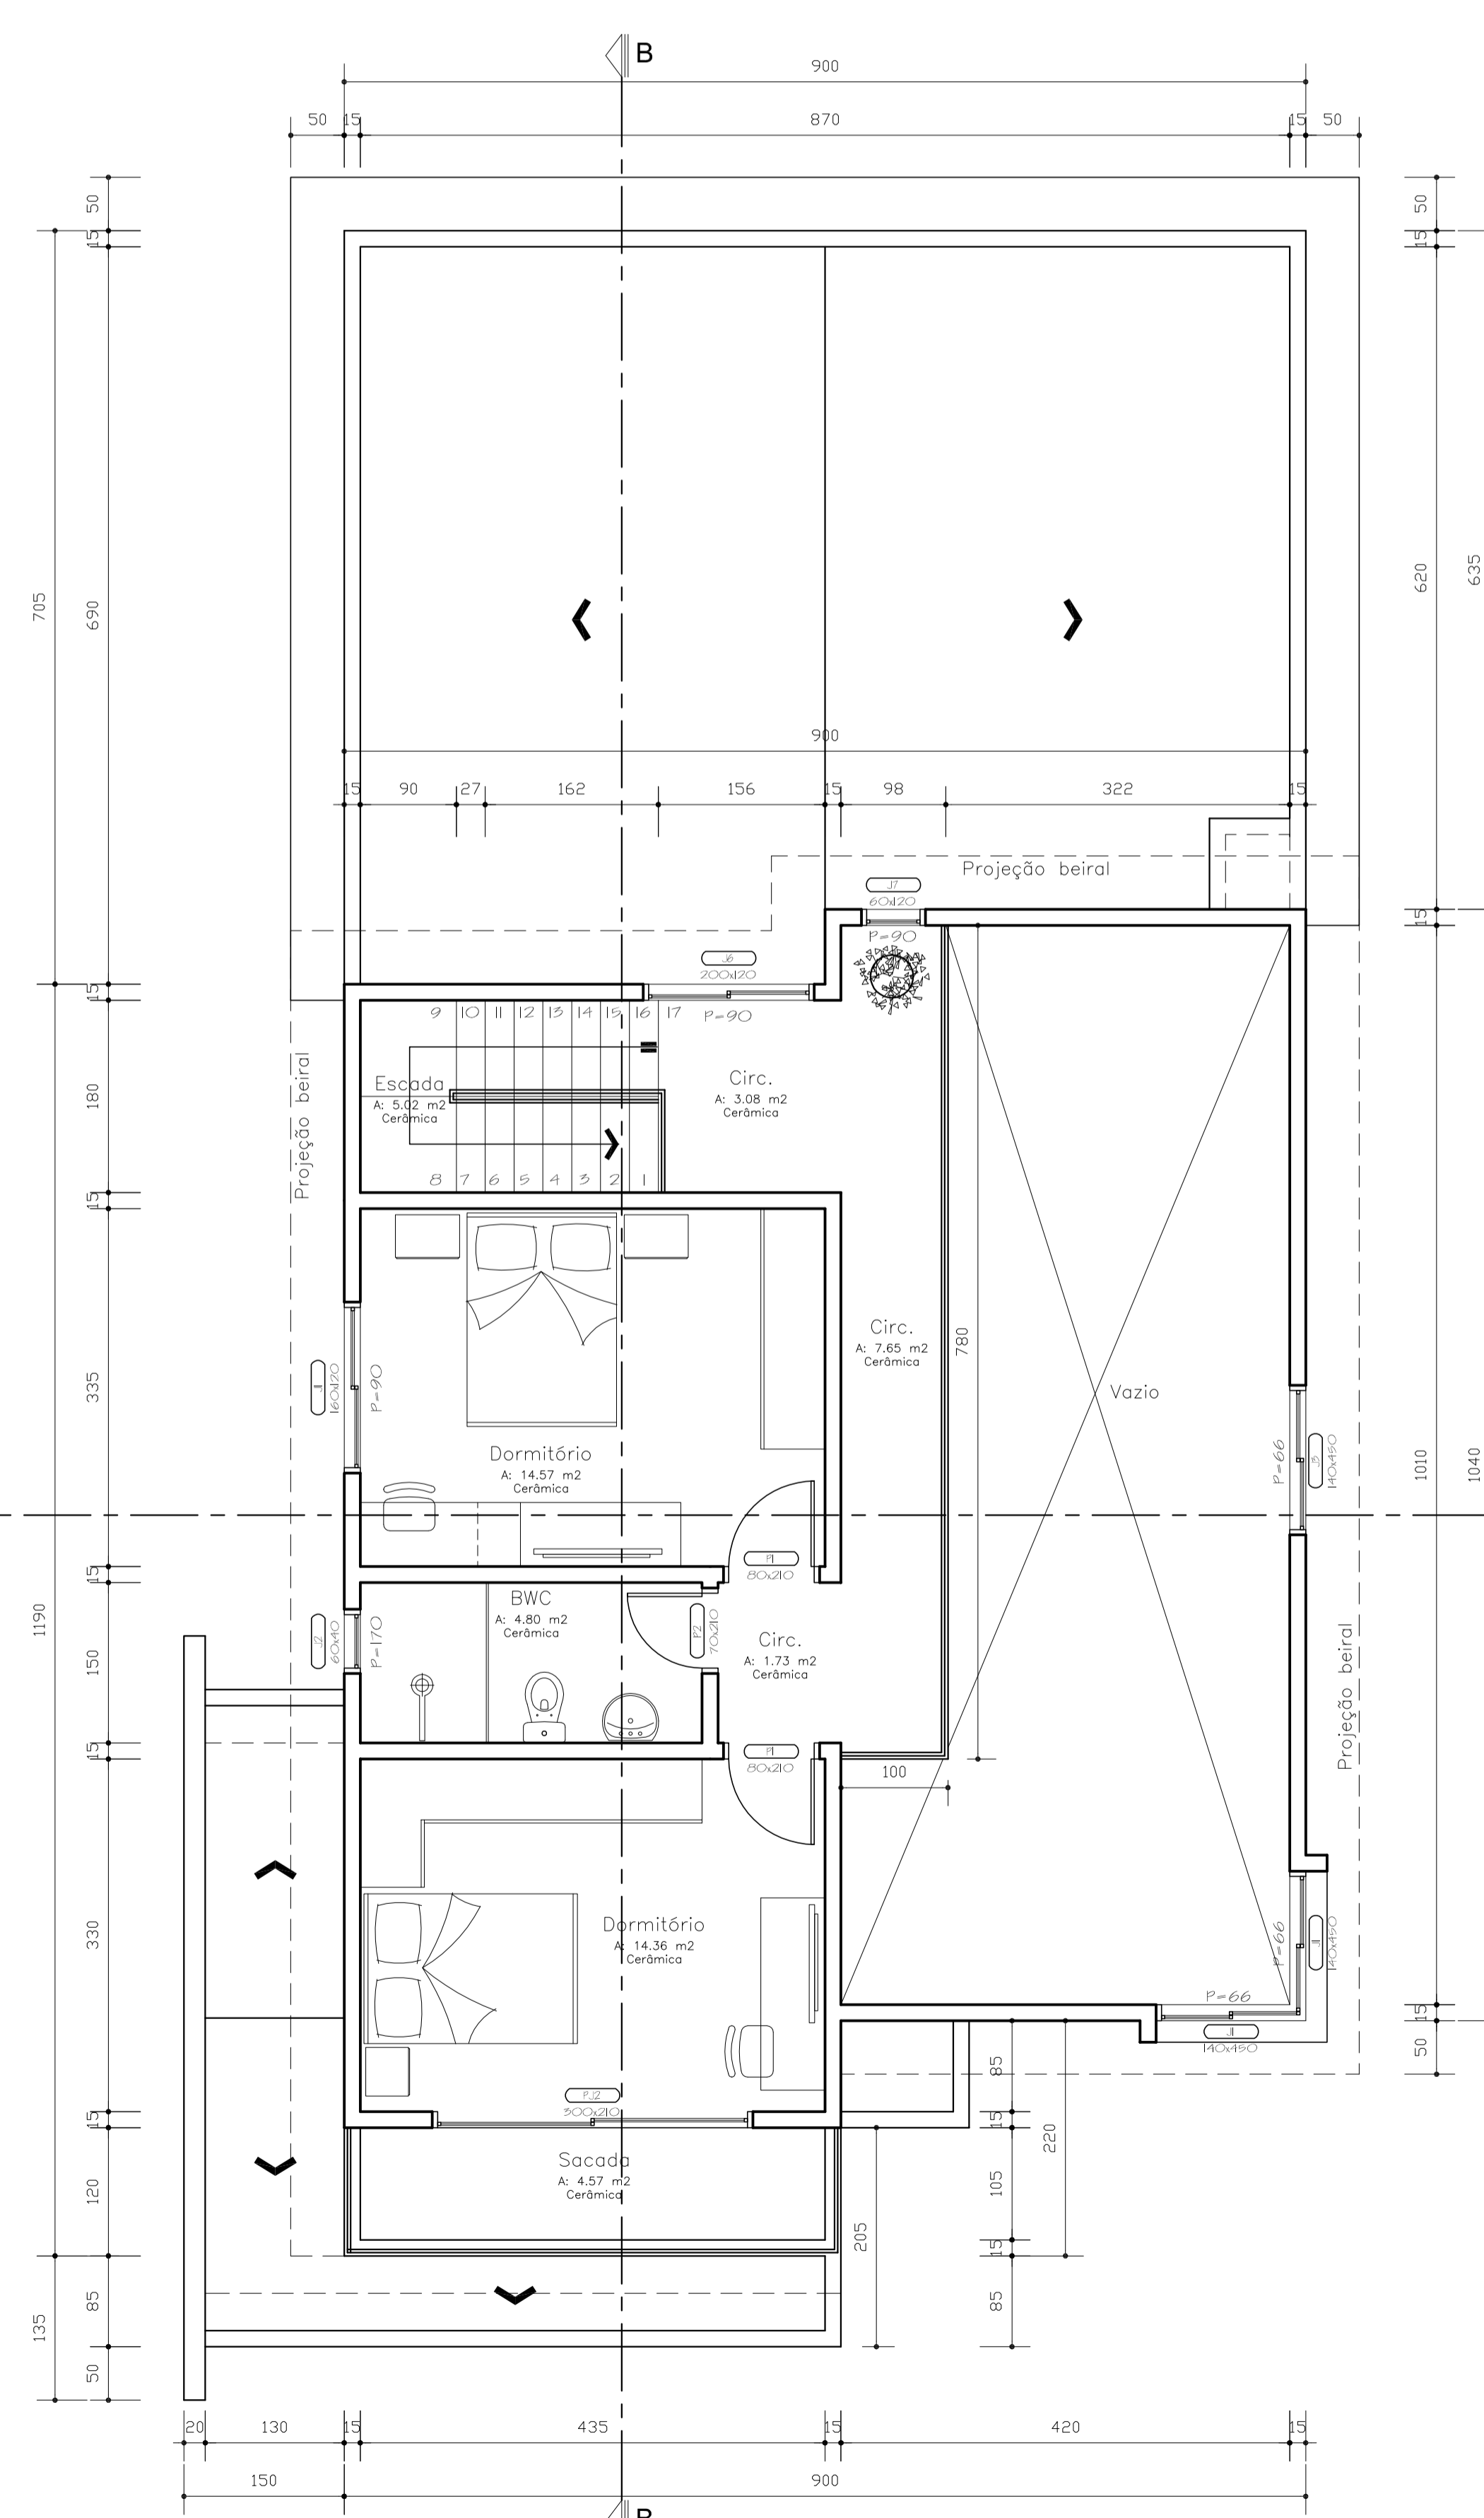 B
900
50 15 870 15 50
50
15
690
705
50
15
620
635
900
15 90 27 162 156 15 98 322 15
Projeção beiral
J7
60x120
P=90
J6
200x120
P=90
15
15
9 10 11 12 13 14 15 16 17
Escada
A: 5.02 m2
Cerâmica
Circ.
A: 3.08 m2
Cerâmica
8 7 6 5 4 3 2 1
Projeção beiral
180
15
335
J1
160x120
P=90
Circ.
A: 7.65 m2
Cerâmica
780
Vazio
Dormitório
A: 14.57 m2
Cerâmica
P=66
J3
140x450
1010
1040
P1
80x210
15
BWC
A: 4.80 m2
Cerâmica
J2
60x40
P=170
P2
70x210
Circ.
A: 1.73 m2
Cerâmica
1190
150
Projeção beiral
15
P1
80x210
100
330
Dormitório
A: 14.36 m2
Cerâmica
P=66
J1
140x450
P=66
J1
140x450
15
50
PJ2
300x210
15
85
15
220
Sacada
A: 4.57 m2
Cerâmica
120
105
205
15
85
85
135
50
20 130 15 435 15 420 15
150 900
B